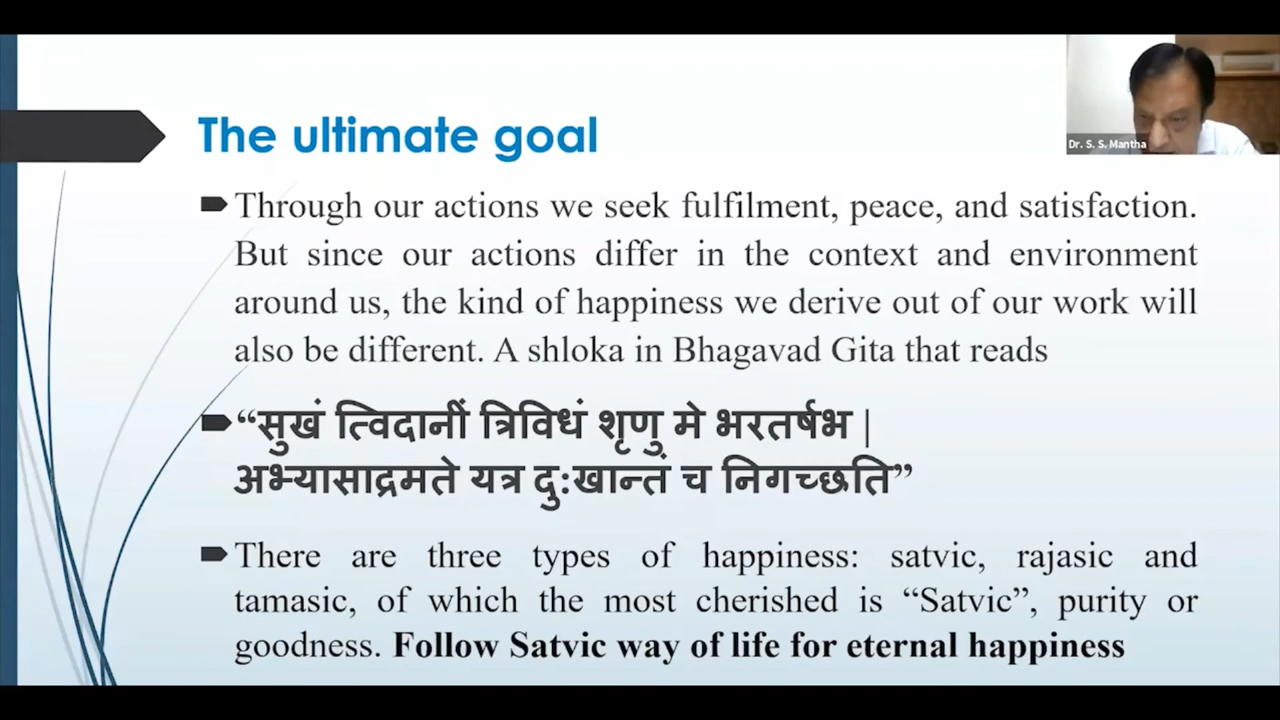 Dr. S. S. Mantha
The ultimate goal
Through our actions we seek fulfilment, peace, and satisfaction.
But since our actions differ in the context and environment
around us, the kind of happiness we derive out of our work will
also be different. A shloka in Bhagavad Gita that reads
“सुखं त्विदानीं त्रिविधं शृणु मे भरतर्षभ |
अभ्यासाद्रमते यत्र दु:खान्तं च निगच्छति”
There are three types of happiness: satvic, rajasic and
tamasic, of which the most cherished is “Satvic”, purity or
goodness. Follow Satvic way of life for eternal happiness